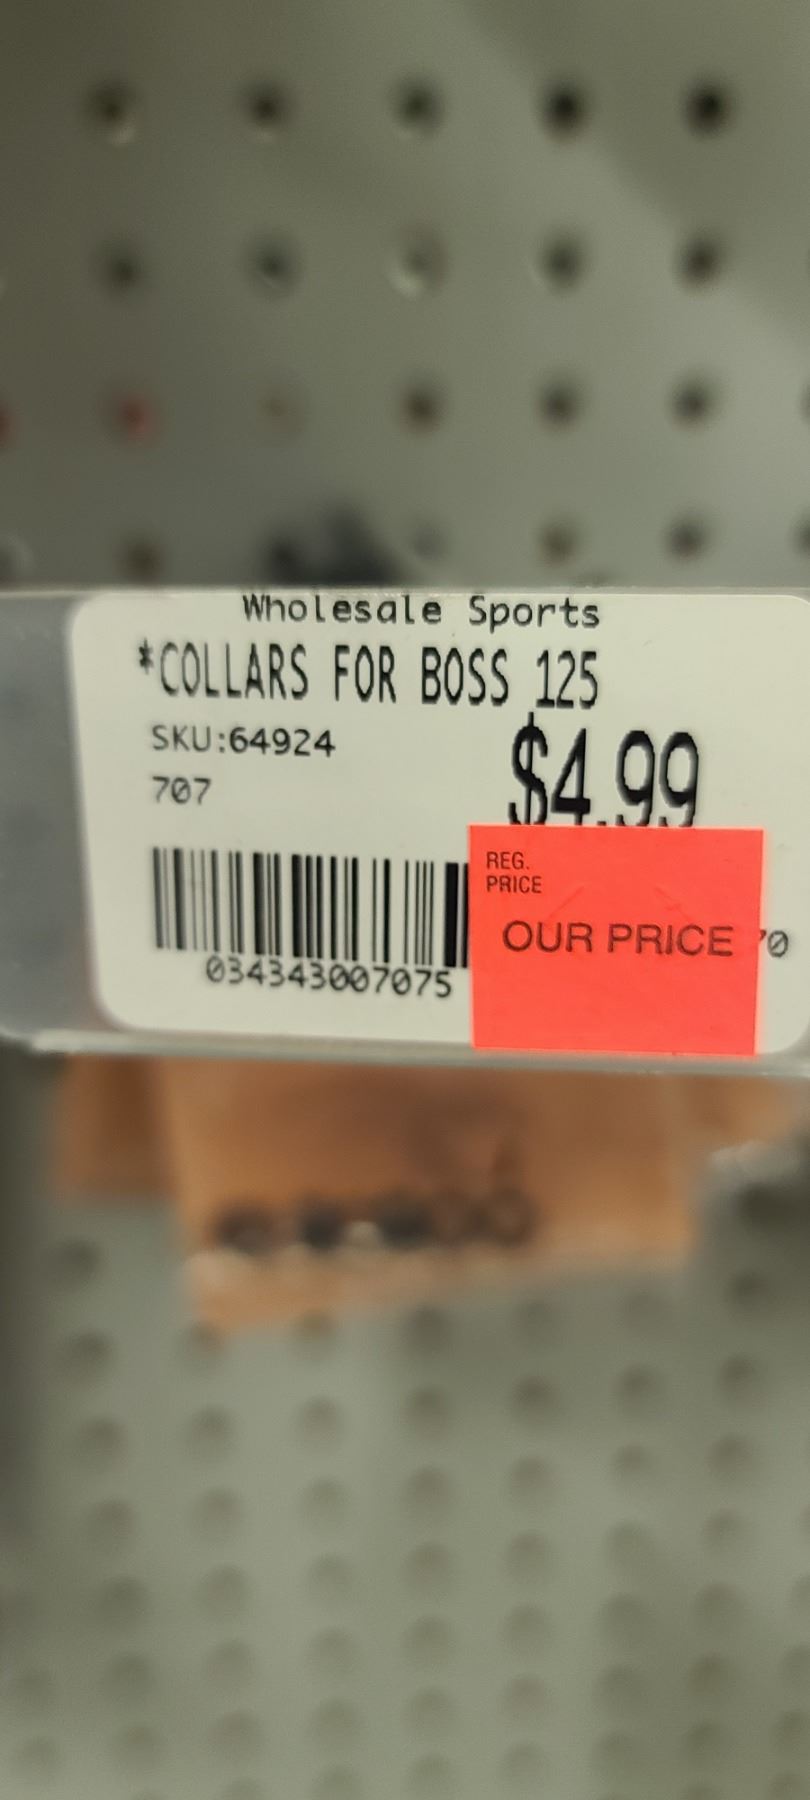 Wholesale Sports
*COLLARS FOR BOSS 125
SKU:64924
$4.99
707
REG.
PRICE
OUR PRICE
034343007075